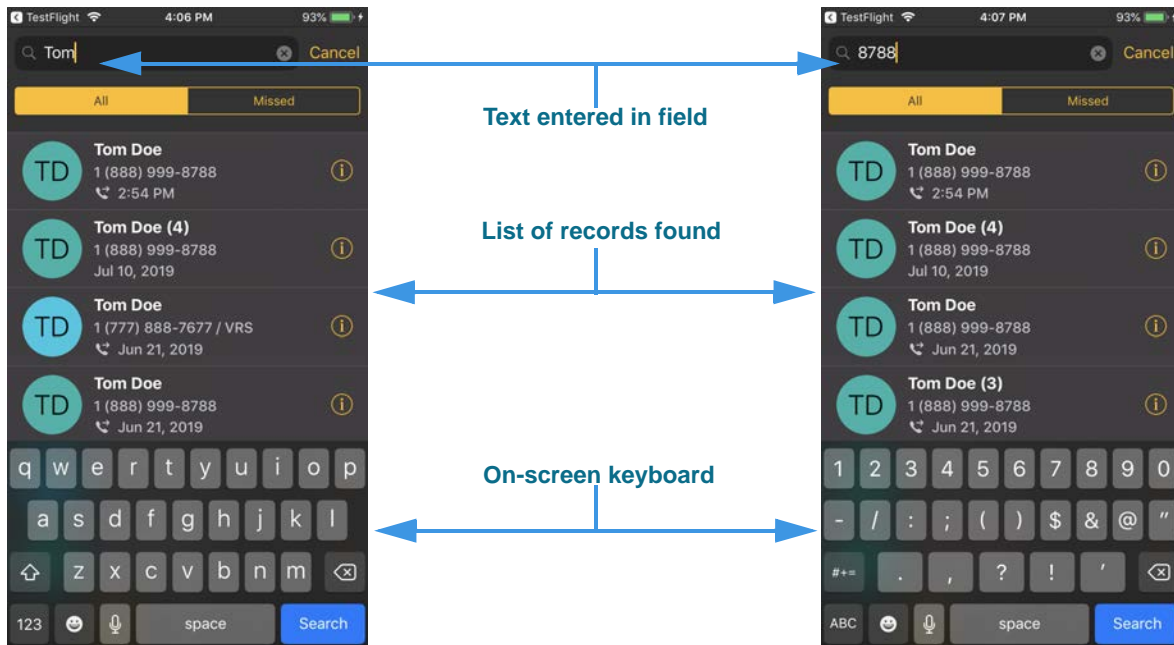 TestFlight 4:06 PM 93%
Tom Cancel
All Missed
Tom Doe
TD 1 (888) 999-8788
2:54 PM
Tom Doe (4)
TD 1 (888) 999-8788
Jul 10, 2019
Tom Doe
TD 1 (777) 888-7677 / VRS
Jun 21, 2019
Tom Doe
TD 1 (888) 999-8788
Jun 21, 2019
q w e r t y u i o p
a s d f g h j k l
z x c v b n m
123 space Search
Text entered in field
List of records found
On-screen keyboard
TestFlight 4:07 PM 93%
8788 Cancel
All Missed
Tom Doe
TD 1 (888) 999-8788
2:54 PM
Tom Doe (4)
TD 1 (888) 999-8788
Jul 10, 2019
Tom Doe
TD 1 (888) 999-8788
Jun 21, 2019
Tom Doe (3)
TD 1 (888) 999-8788
Jun 21, 2019
1 2 3 4 5 6 7 8 9 0
- / : ; ( ) $ & @ "
#+= . , ? ! '
ABC space Search